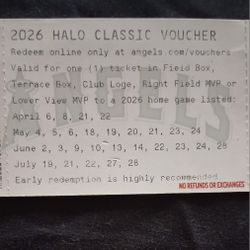 2026 HALO CLASSIC VOUCHER
Redeem online only at angels.com/vouchers
Valid for one (1) ticket in Field Box,
Terrace Box, Club Loge, Right Field MVP or
Lower View MVP to a 2026 home game listed:
April 6, 8, 21, 22
May 4, 5, 6, 18, 19, 20, 21, 23, 24
June 2, 3, 9, 10, 13, 14, 22, 23, 24, 28
July 19, 21, 22, 27, 28
Early redemption is highly recommended
NO REFUNDS OR EXCHANGES
ANGELS